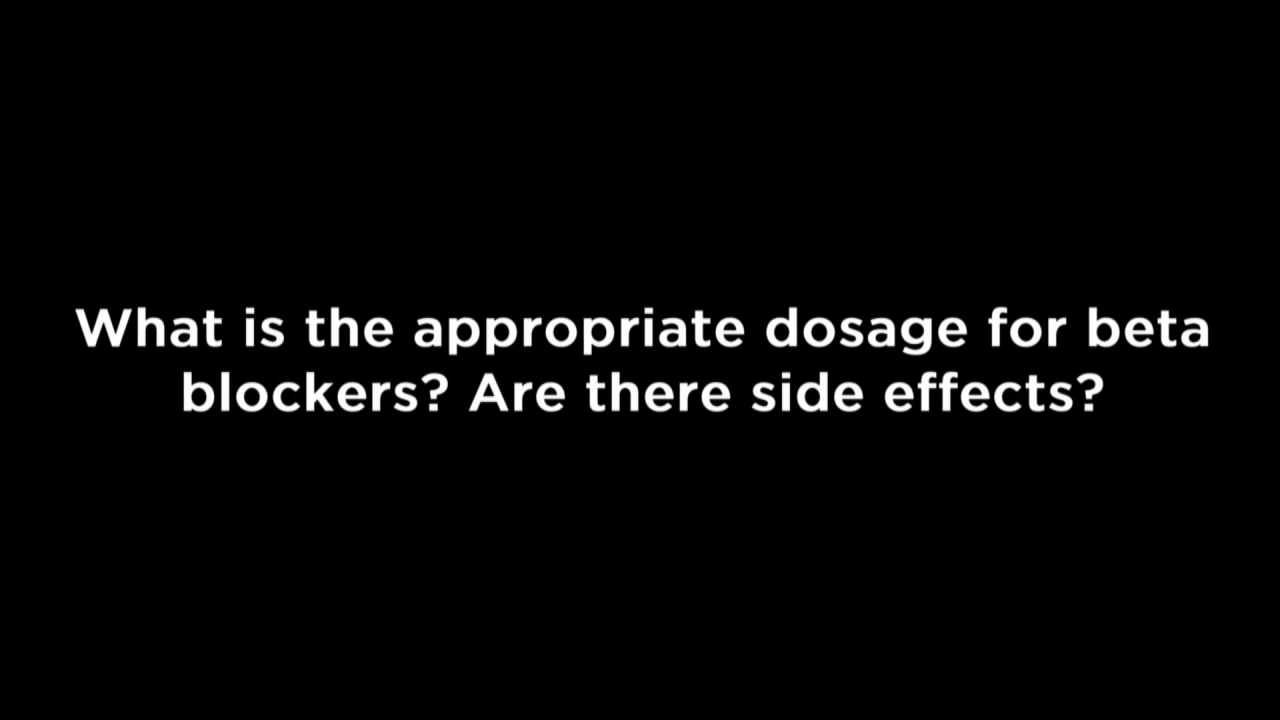 What is the appropriate dosage for beta
blockers? Are there side effects?